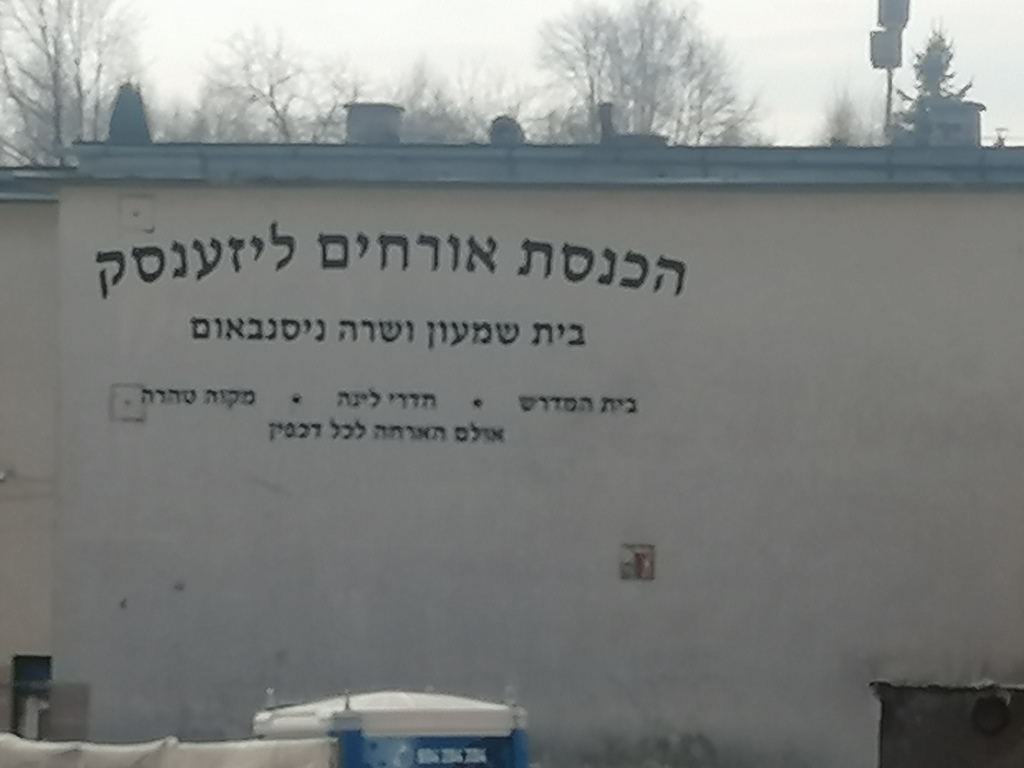 הכנסת אורחים ליזענסק
בית שמעון ושרה ניסנבאום
בית המדרש • חדרי לינה • מקוה טהרה
אולם הארחה לכל דכפין